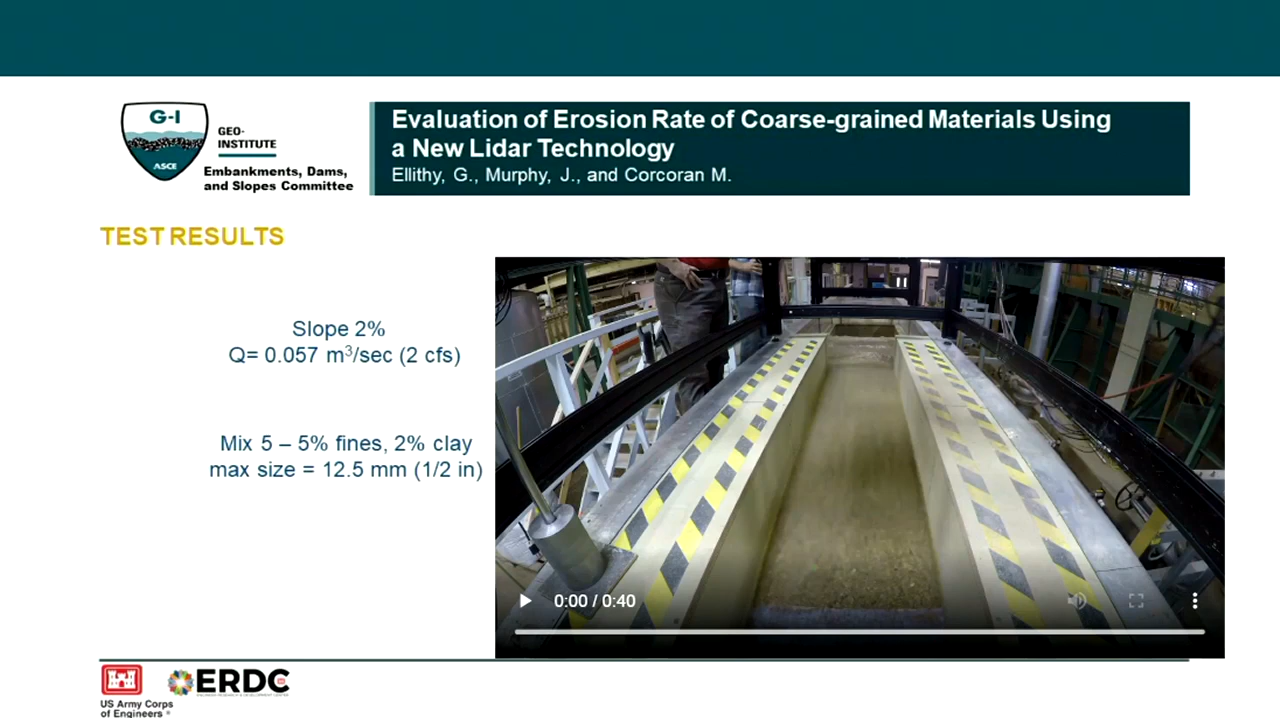 G-I
GEO-
INSTITUTE
ASCE
Embankments, Dams,
and Slopes Committee
Evaluation of Erosion Rate of Coarse-grained Materials Using
a New Lidar Technology
Ellithy, G., Murphy, J., and Corcoran M.
TEST RESULTS
Slope 2%
Q= 0.057 m³/sec (2 cfs)
Mix 5 – 5% fines, 2% clay
max size = 12.5 mm (1/2 in)
0:00 / 0:40
US Army Corps
of Engineers ®
ERDC